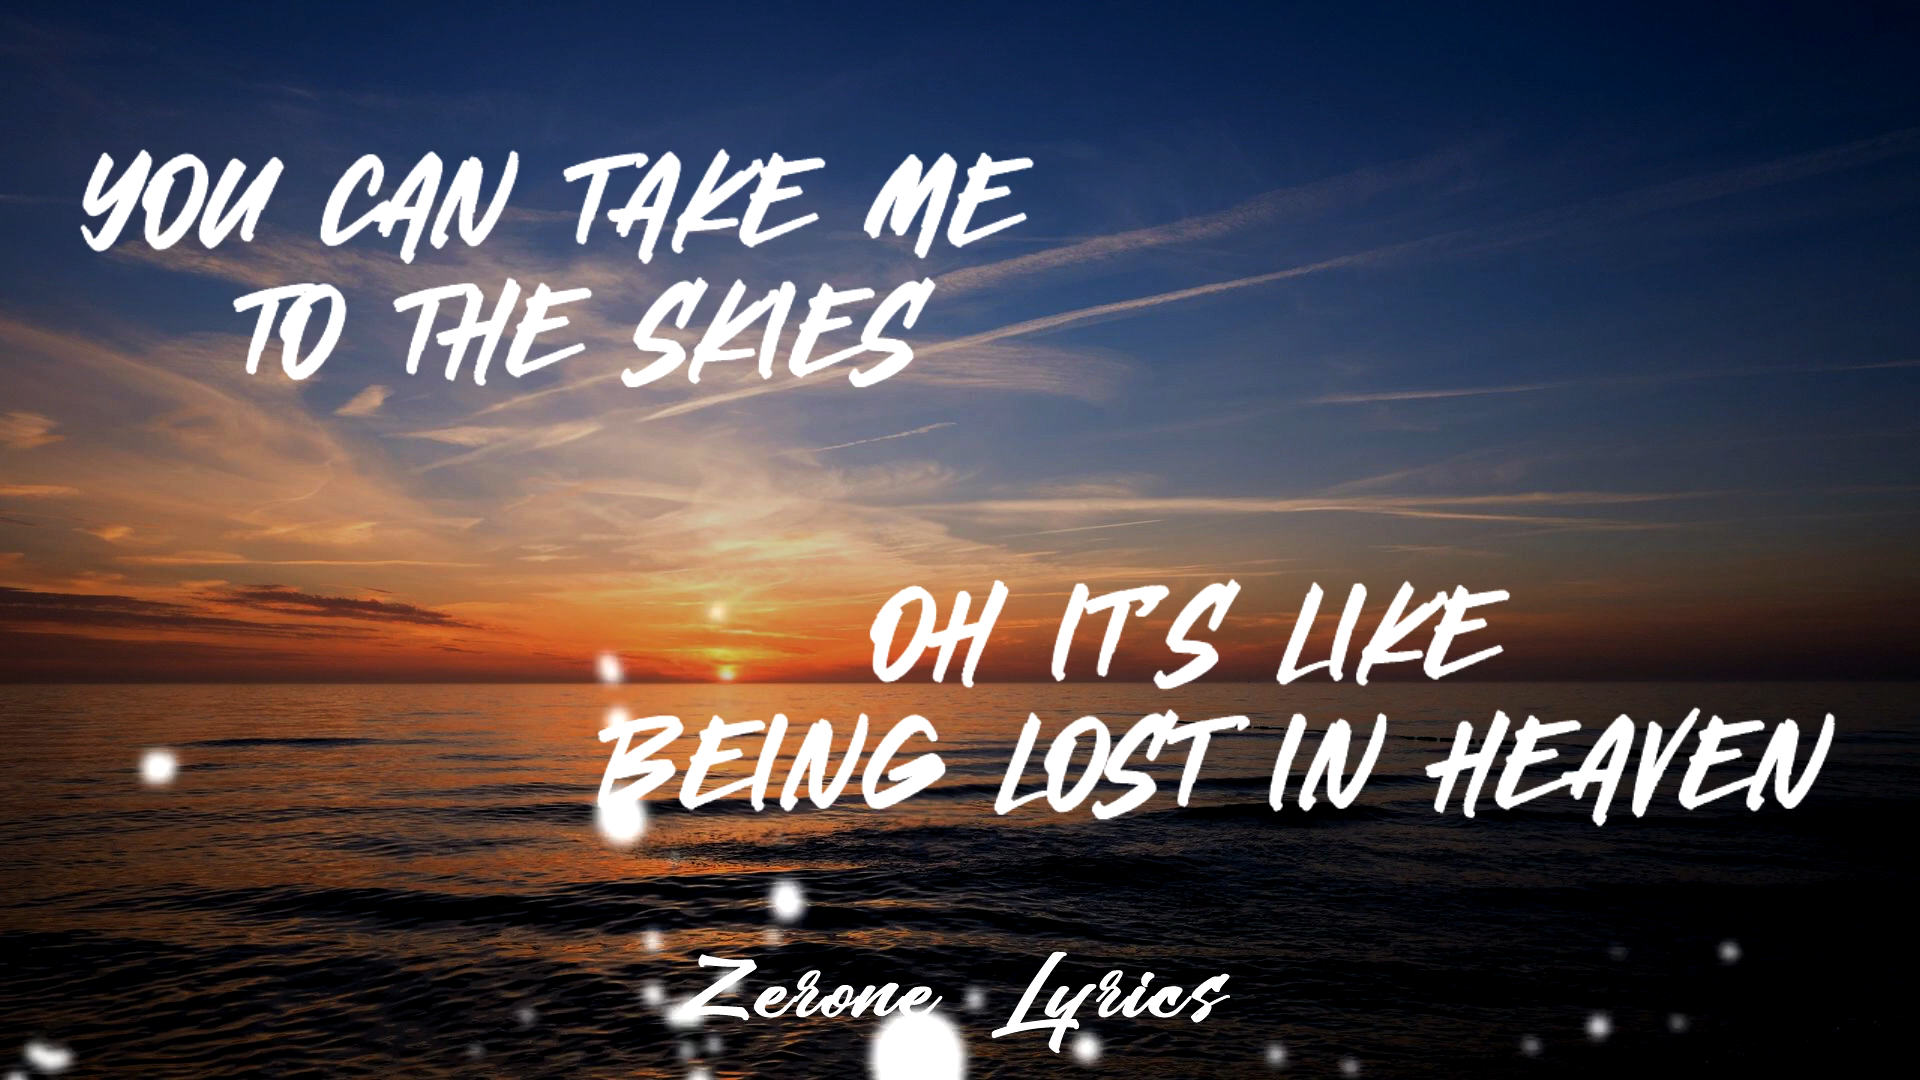 YOU CAN TAKE ME
TO THE SKIES
OH IT'S LIKE
BEING LOST IN HEAVEN
Zerone Lyrics